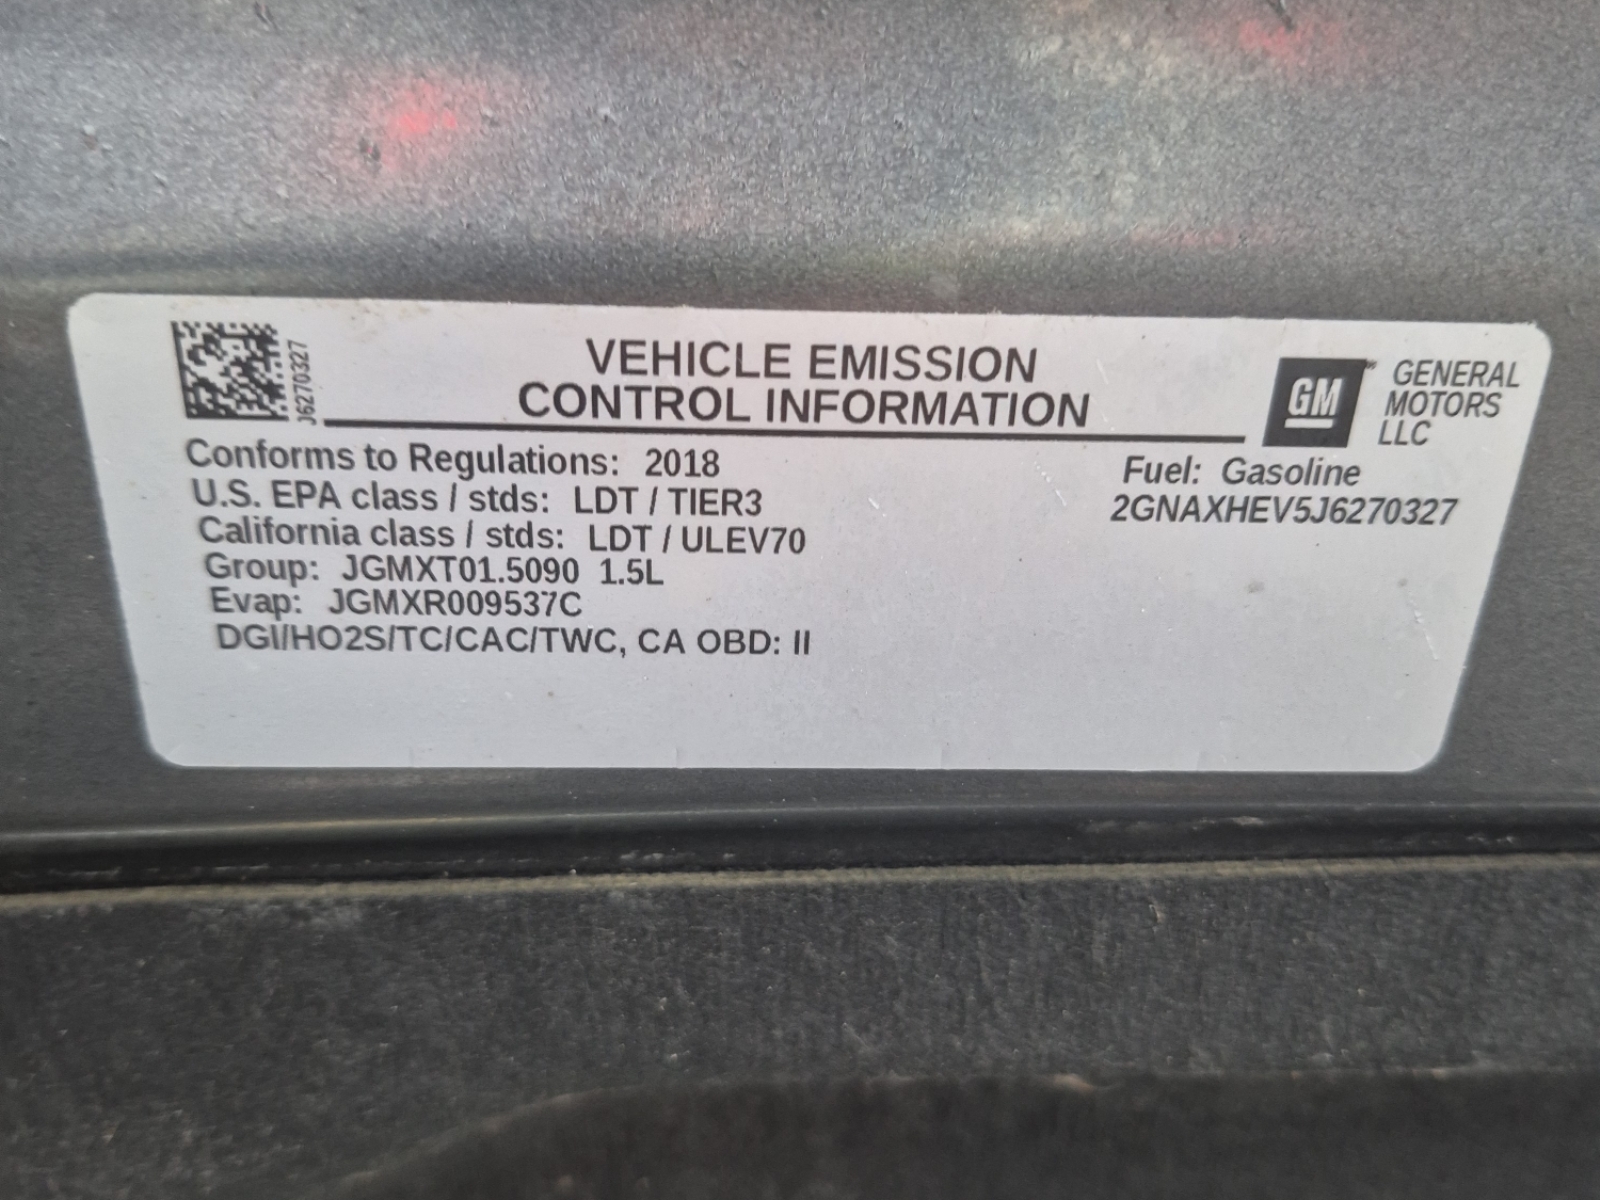 J6270327
VEHICLE EMISSION
CONTROL INFORMATION
GM
GENERAL
MOTORS
LLC
Conforms to Regulations: 2018
U.S. EPA class / stds: LDT / TIER3
California class / stds: LDT / ULEV70
Group: JGMXT01.5090 1.5L
Evap: JGMXR009537C
DGI/HO2S/TC/CAC/TWC, CA OBD: II
Fuel: Gasoline
2GNAXHEV5J6270327